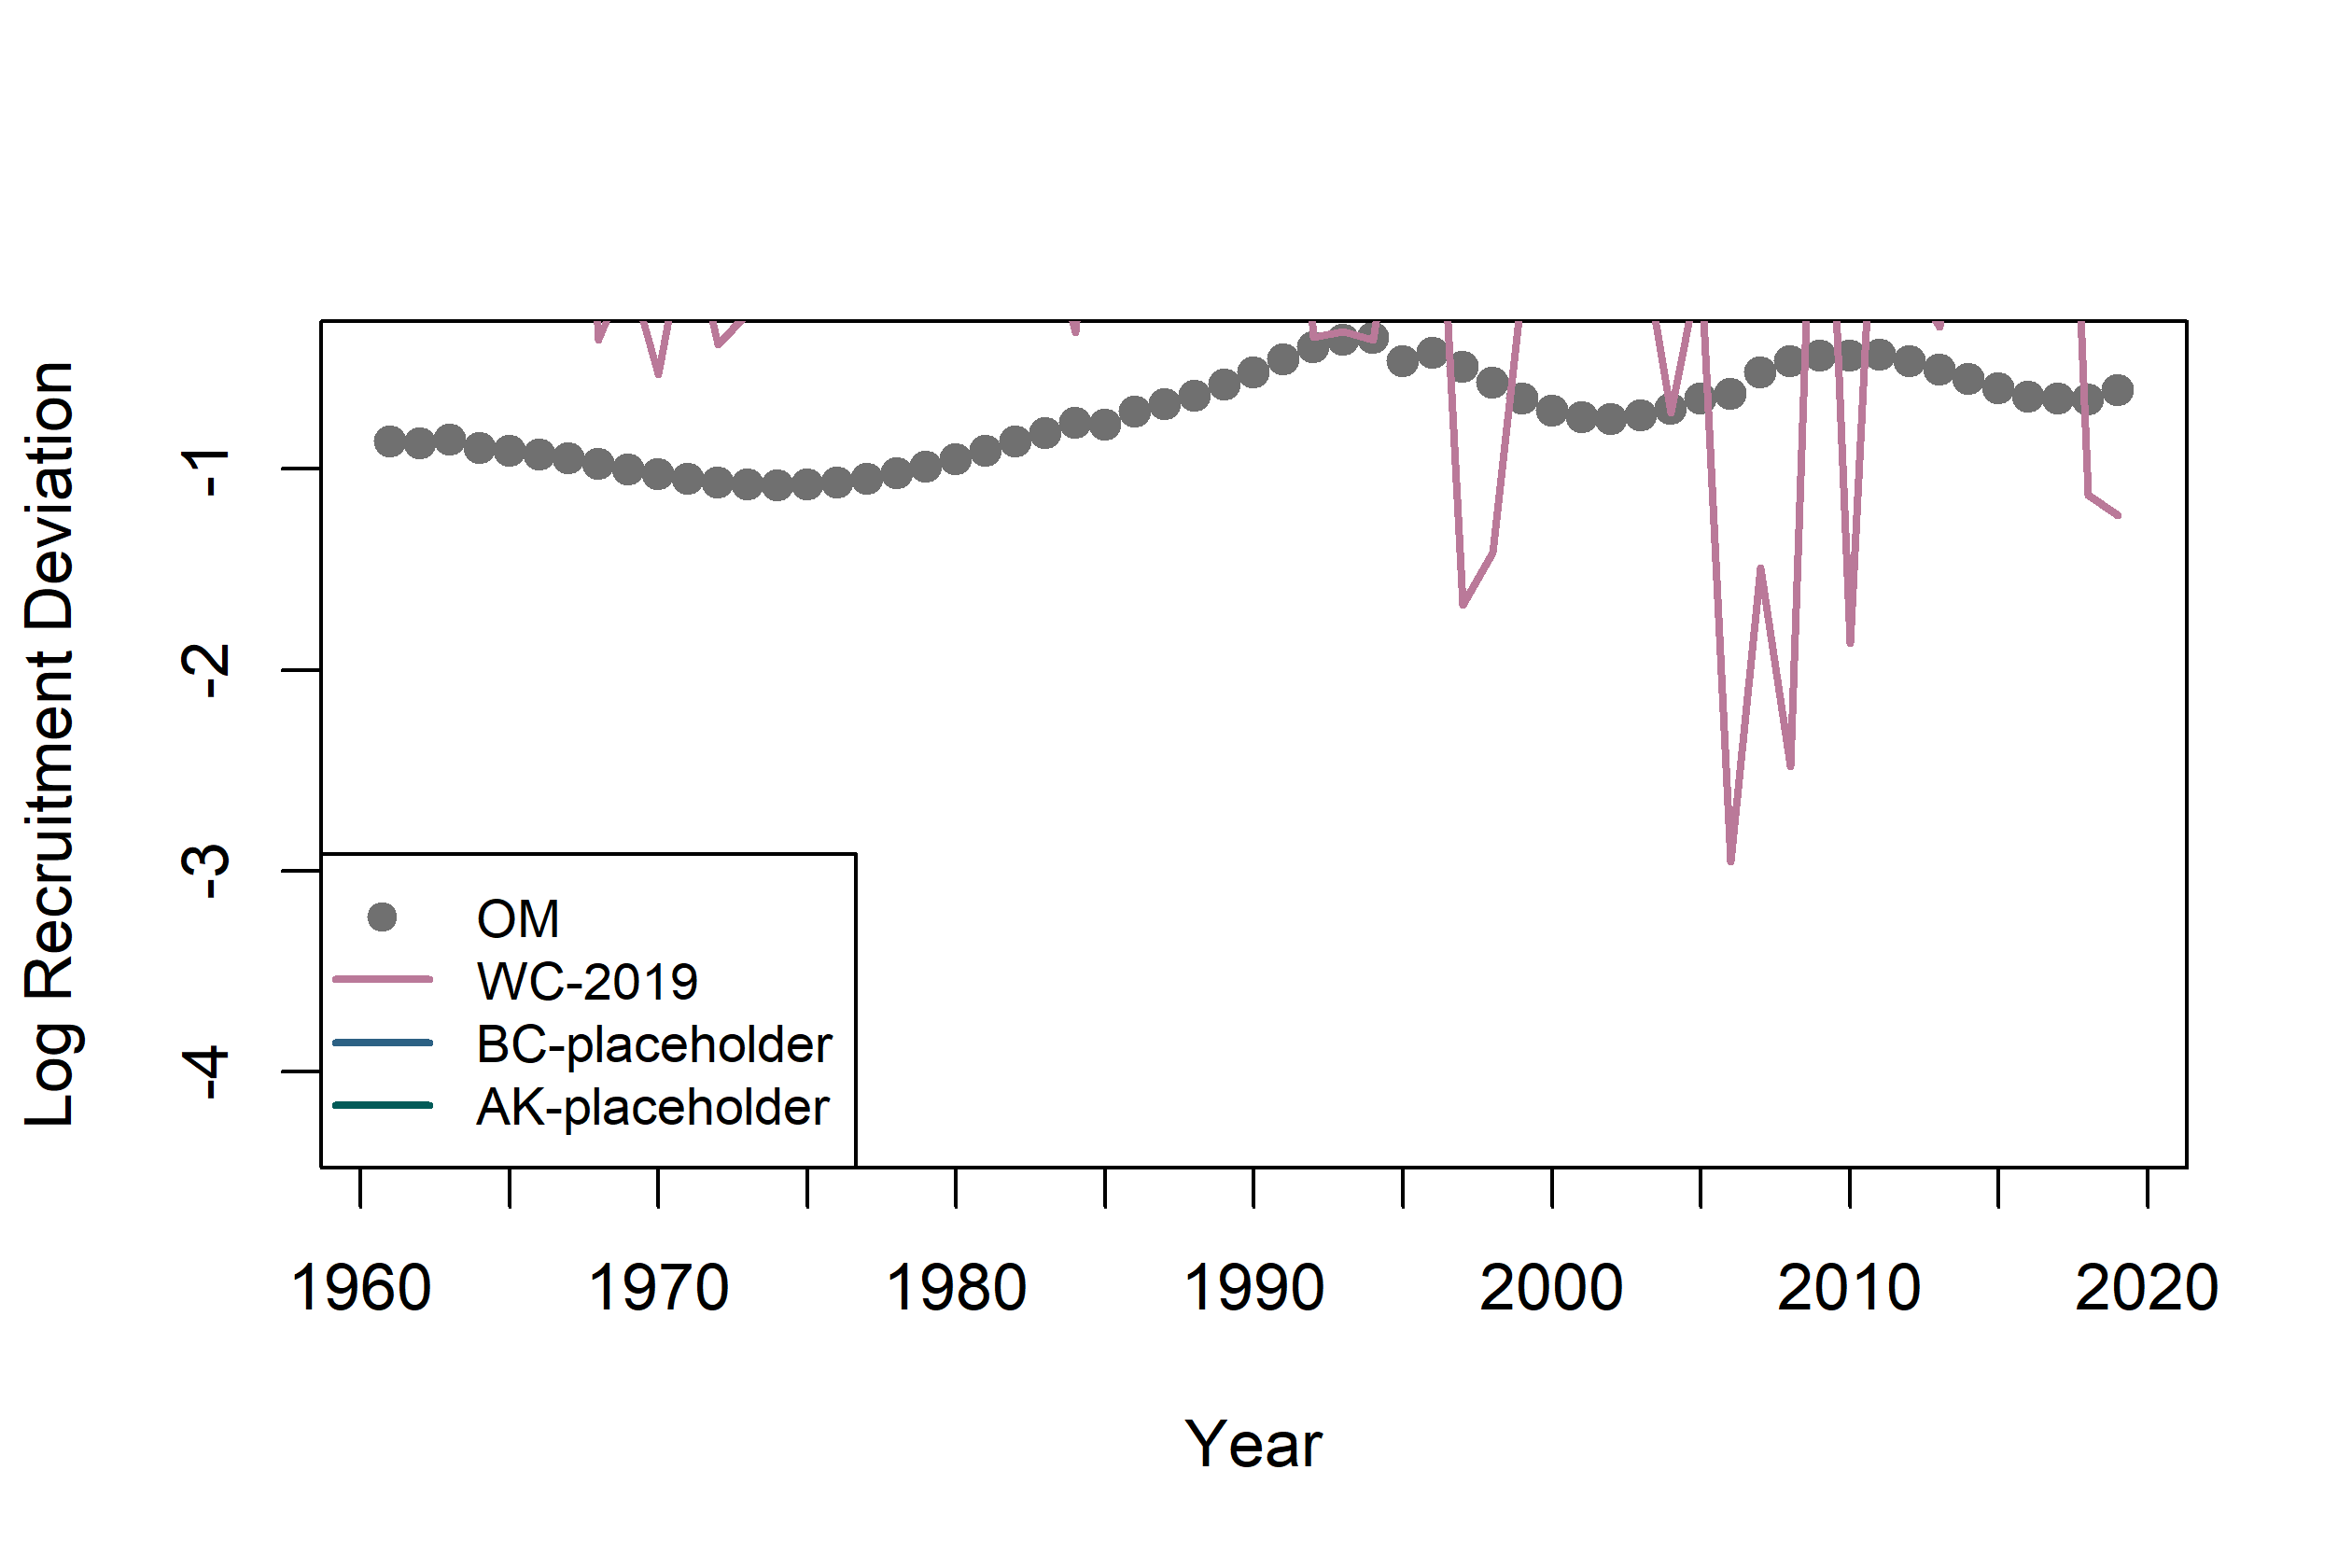 Log Recruitment Deviation
-1
-2
-3
-4
OM
WC-2019
BC-placeholder
AK-placeholder
1960 1970 1980 1990 2000 2010 2020
Year